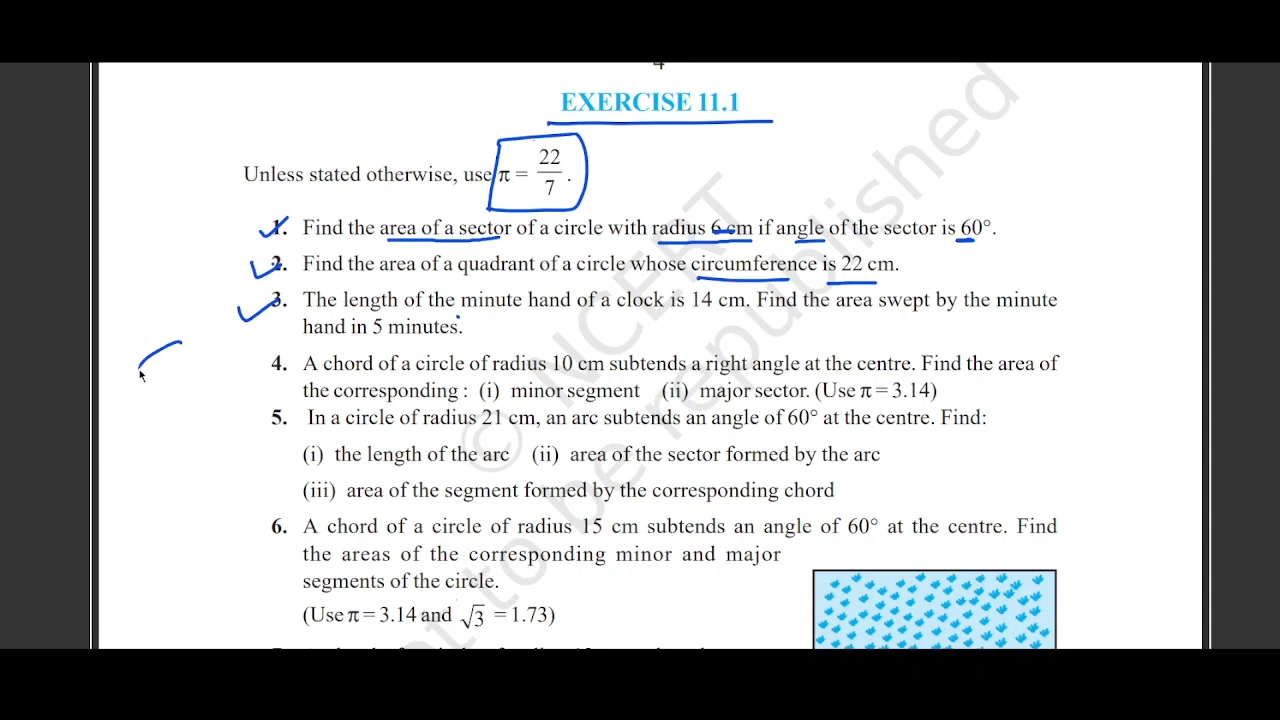 4
EXERCISE 11.1
Unless stated otherwise, use π = 22/7.
1. Find the area of a sector of a circle with radius 6 cm if angle of the sector is 60°.
2. Find the area of a quadrant of a circle whose circumference is 22 cm.
3. The length of the minute hand of a clock is 14 cm. Find the area swept by the minute
hand in 5 minutes.
4. A chord of a circle of radius 10 cm subtends a right angle at the centre. Find the area of
the corresponding : (i) minor segment (ii) major sector. (Use π = 3.14)
5. In a circle of radius 21 cm, an arc subtends an angle of 60° at the centre. Find:
(i) the length of the arc (ii) area of the sector formed by the arc
(iii) area of the segment formed by the corresponding chord
6. A chord of a circle of radius 15 cm subtends an angle of 60° at the centre. Find
the areas of the corresponding minor and major
segments of the circle.
(Use π = 3.14 and √3 = 1.73)
© NCERT
not to be republished